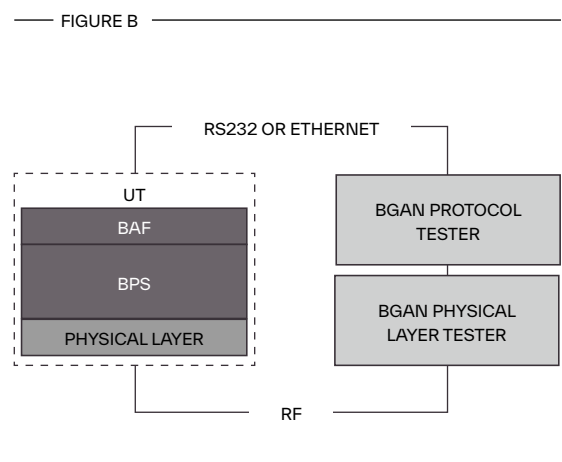 FIGURE B
RS232 OR ETHERNET
UT
BAF
BPS
PHYSICAL LAYER
BGAN PROTOCOL
TESTER
BGAN PHYSICAL
LAYER TESTER
RF